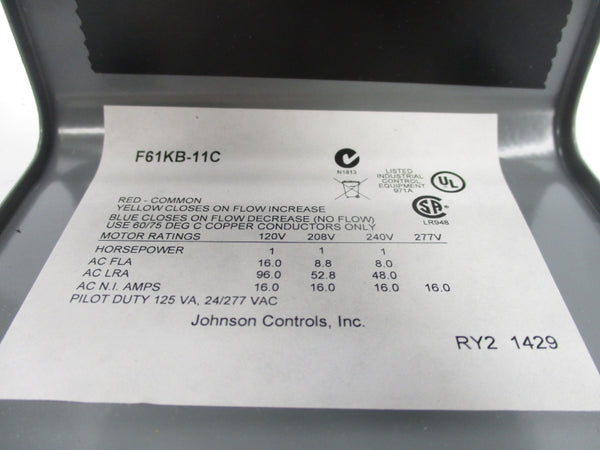 F61KB-11C
N1813
LISTED
INDUSTRIAL
CONTROL
EQUIPMENT
971A
UL
RED - COMMON
YELLOW CLOSES ON FLOW INCREASE
BLUE CLOSES ON FLOW DECREASE (NO FLOW)
USE 60/75 DEG C COPPER CONDUCTORS ONLY
SA
LR948
MOTOR RATINGS 120V 208V 240V 277V
HORSEPOWER 1 1 1
AC FLA 16.0 8.8 8.0
AC LRA 96.0 52.8 48.0
AC N.I. AMPS 16.0 16.0 16.0 16.0
PILOT DUTY 125 VA, 24/277 VAC
Johnson Controls, Inc.
RY2 1429